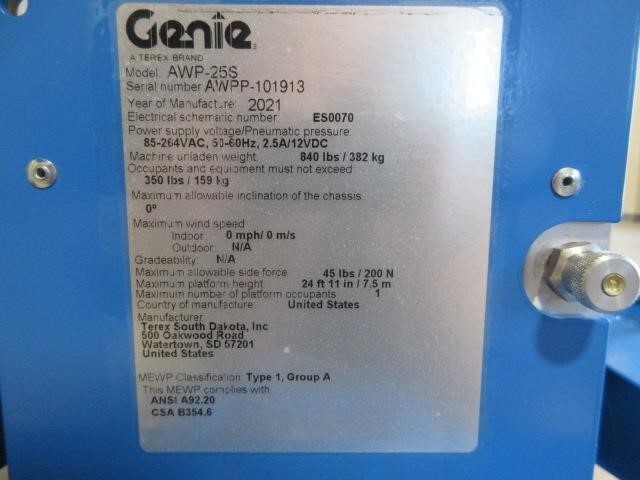 Genie
A TEREX BRAND
Model: AWP-25S
Serial number AWPP-101913
Year of Manufacture: 2021
Electrical schematic number: ES0070
Power supply voltage/Pneumatic pressure:
85-264VAC, 50-60Hz, 2.5A/12VDC
Machine unladen weight: 840 lbs / 382 kg
Occupants and equipment must not exceed
350 lbs / 159 kg
Maximum allowable inclination of the chassis
0°
Maximum wind speed
Indoor: 0 mph/ 0 m/s
Outdoor: N/A
Gradeability: N/A
Maximum allowable side force 45 lbs / 200 N
Maximum platform height: 24 ft 11 in / 7.5 m
Maximum number of platform occupants 1
Country of manufacture United States
Manufacturer
Terex South Dakota, Inc
500 Oakwood Road
Watertown, SD 57201
United States
MEWP Classification: Type 1, Group A
This MEWP complies with:
ANSI A92.20
CSA B354.6